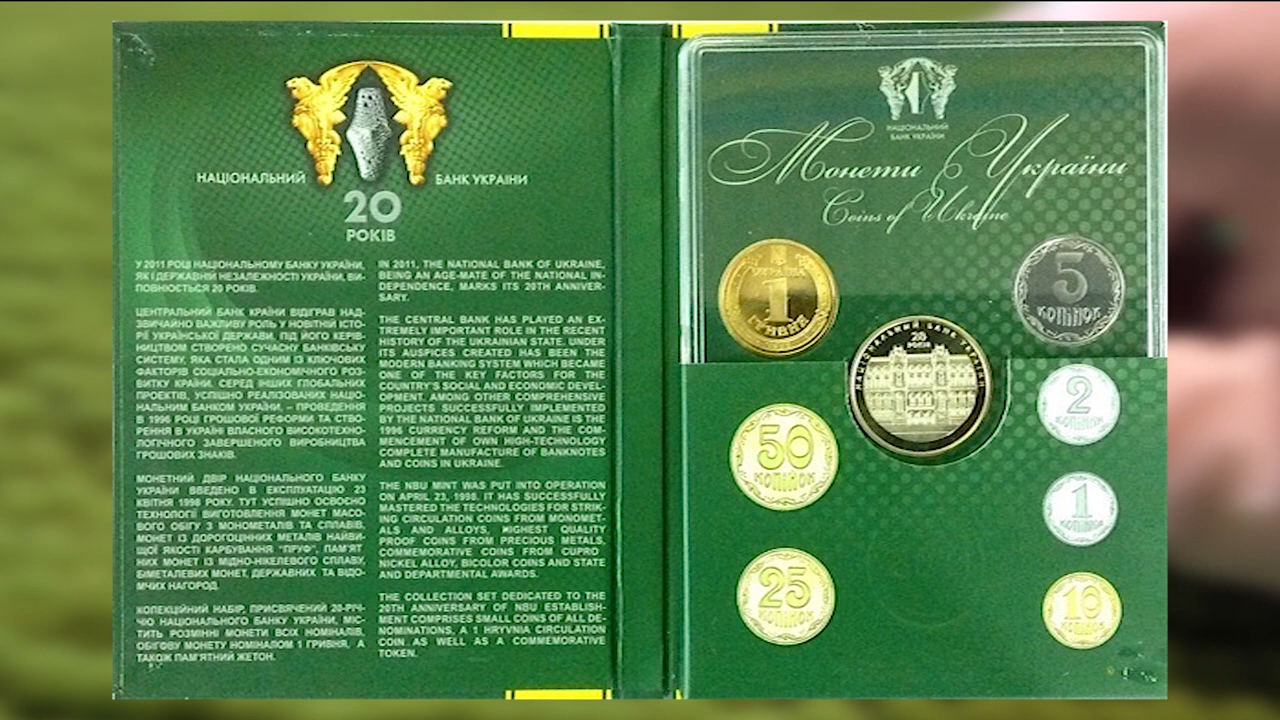 НАЦІОНАЛЬНИЙ БАНК УКРАЇНИ
20
РОКІВ
У 2011 РОЦІ НАЦІОНАЛЬНОМУ БАНКУ УКРАЇНИ,
ЯК І ДЕРЖАВНІЙ НЕЗАЛЕЖНОСТІ УКРАЇНИ, ВИ-
ПОВНЮЄТЬСЯ 20 РОКІВ.
ЦЕНТРАЛЬНИЙ БАНК КРАЇНИ ВІДІГРАВ НАД-
ЗВИЧАЙНО ВАЖЛИВУ РОЛЬ У НОВІТНІЙ ІСТО-
РІЇ УКРАЇНСЬКОЇ ДЕРЖАВИ. ПІД ЙОГО КЕРІВ-
НИЦТВОМ СТВОРЕНО СУЧАСНУ БАНКІВСЬКУ
СИСТЕМУ, ЯКА СТАЛА ОДНИМ ІЗ КЛЮЧОВИХ
ФАКТОРІВ СОЦІАЛЬНО-ЕКОНОМІЧНОГО РОЗ-
ВИТКУ КРАЇНИ. СЕРЕД ІНШИХ ГЛОБАЛЬНИХ
ПРОЕКТІВ, УСПІШНО РЕАЛІЗОВАНИХ НАЦІО-
НАЛЬНИМ БАНКОМ УКРАЇНИ, – ПРОВЕДЕННЯ
В 1996 РОЦІ ГРОШОВОЇ РЕФОРМИ ТА СТВО-
РЕННЯ В УКРАЇНІ ВЛАСНОГО ВИСОКОТЕХНО-
ЛОГІЧНОГО ЗАВЕРШЕНОГО ВИРОБНИЦТВА
ГРОШОВИХ ЗНАКІВ.
МОНЕТНИЙ ДВІР НАЦІОНАЛЬНОГО БАНКУ
УКРАЇНИ ВВЕДЕНО В ЕКСПЛУАТАЦІЮ 23
КВІТНЯ 1998 РОКУ. ТУТ УСПІШНО ОСВОЄНО
ТЕХНОЛОГІЇ ВИГОТОВЛЕННЯ МОНЕТ МАСО-
ВОГО ОБІГУ З МОНОМЕТАЛІВ ТА СПЛАВІВ,
МОНЕТ ІЗ ДОРОГОЦІННИХ МЕТАЛІВ НАЙВИ-
ЩОЇ ЯКОСТІ КАРБУВАННЯ "ПРУФ", ПАМ'ЯТ
НИХ МОНЕТ ІЗ МІДНО-НІКЕЛЕВОГО СПЛАВУ,
БІМЕТАЛЕВИХ МОНЕТ, ДЕРЖАВНИХ ТА ВІДО-
МЧИХ НАГОРОД.
КОЛЕКЦІЙНИЙ НАБІР, ПРИСВЯЧЕНИЙ 20-РІЧ-
ЧЮ НАЦІОНАЛЬНОГО БАНКУ УКРАЇНИ, МІС-
ТИТЬ РОЗМІННІ МОНЕТИ ВСІХ НОМІНАЛІВ,
ОБІГОВУ МОНЕТУ НОМІНАЛОМ 1 ГРИВНЯ, А
ТАКОЖ ПАМ'ЯТНИЙ ЖЕТОН.
IN 2011, THE NATIONAL BANK OF UKRAINE,
BEING AN AGE-MATE OF THE NATIONAL IN-
DEPENDENCE, MARKS ITS 20TH ANNIVER-
SARY.
THE CENTRAL BANK HAS PLAYED AN EX-
TREMELY IMPORTANT ROLE IN THE RECENT
HISTORY OF THE UKRAINIAN STATE. UNDER
ITS AUSPICES CREATED HAS BEEN THE
MODERN BANKING SYSTEM WHICH BECAME
ONE OF THE KEY FACTORS FOR THE
COUNTRY'S SOCIAL AND ECONOMIC DEVEL-
OPMENT. AMONG OTHER COMPREHENSIVE
PROJECTS SUCCESSFULLY IMPLEMENTED
BY THE NATIONAL BANK OF UKRAINE IS THE
1996 CURRENCY REFORM AND THE COM-
MENCEMENT OF OWN HIGH-TECHNOLOGY
COMPLETE MANUFACTURE OF BANKNOTES
AND COINS IN UKRAINE.
THE NBU MINT WAS PUT INTO OPERATION
ON APRIL 23, 1998. IT HAS SUCCESSFULLY
MASTERED THE TECHNOLOGIES FOR STRIK-
ING CIRCULATION COINS FROM MONOMET-
ALS AND ALLOYS, HIGHEST QUALITY
PROOF COINS FROM PRECIOUS METALS,
COMMEMORATIVE COINS FROM CUPRO
NICKEL ALLOY, BICOLOR COINS AND STATE
AND DEPARTMENTAL AWARDS.
THE COLLECTION SET DEDICATED TO THE
20TH ANNIVERSARY OF NBU ESTABLISH-
MENT COMPRISES SMALL COINS OF ALL DE-
NOMINATIONS, A 1 HRYVNIA CIRCULATION
COIN AS WELL AS A COMMEMORATIVE
TOKEN.
НАЦІОНАЛЬНИЙ
БАНК УКРАЇНИ
Монети України
Coins of Ukraine
УКРАЇНА
1
ГРИВНЯ
5
КОПІЙОК
НАЦІОНАЛЬНИЙ БАНК УКРАЇНИ
20
РОКІВ
2
КОПІЙКИ
50
КОПІЙОК
1
КОПІЙКА
25
КОПІЙОК
10
КОПІЙОК